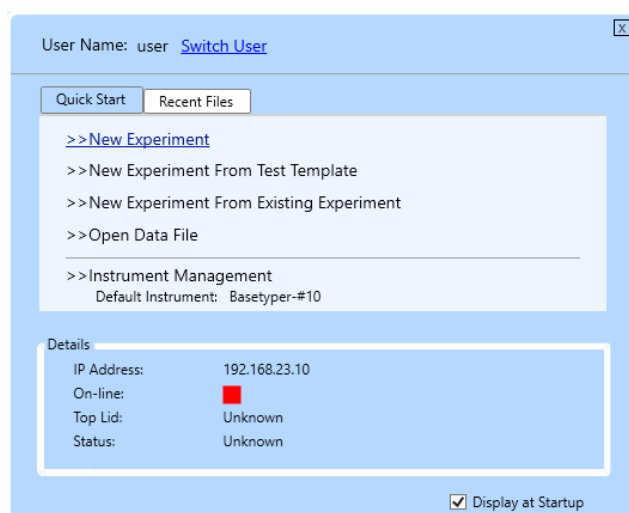 X
User Name: user Switch User
Quick Start Recent Files
>>New Experiment
>>New Experiment From Test Template
>>New Experiment From Existing Experiment
>>Open Data File
>>Instrument Management
Default Instrument: Basetyper-#10
Details
IP Address: 192.168.23.10
On-line:
Top Lid: Unknown
Status: Unknown
Display at Startup